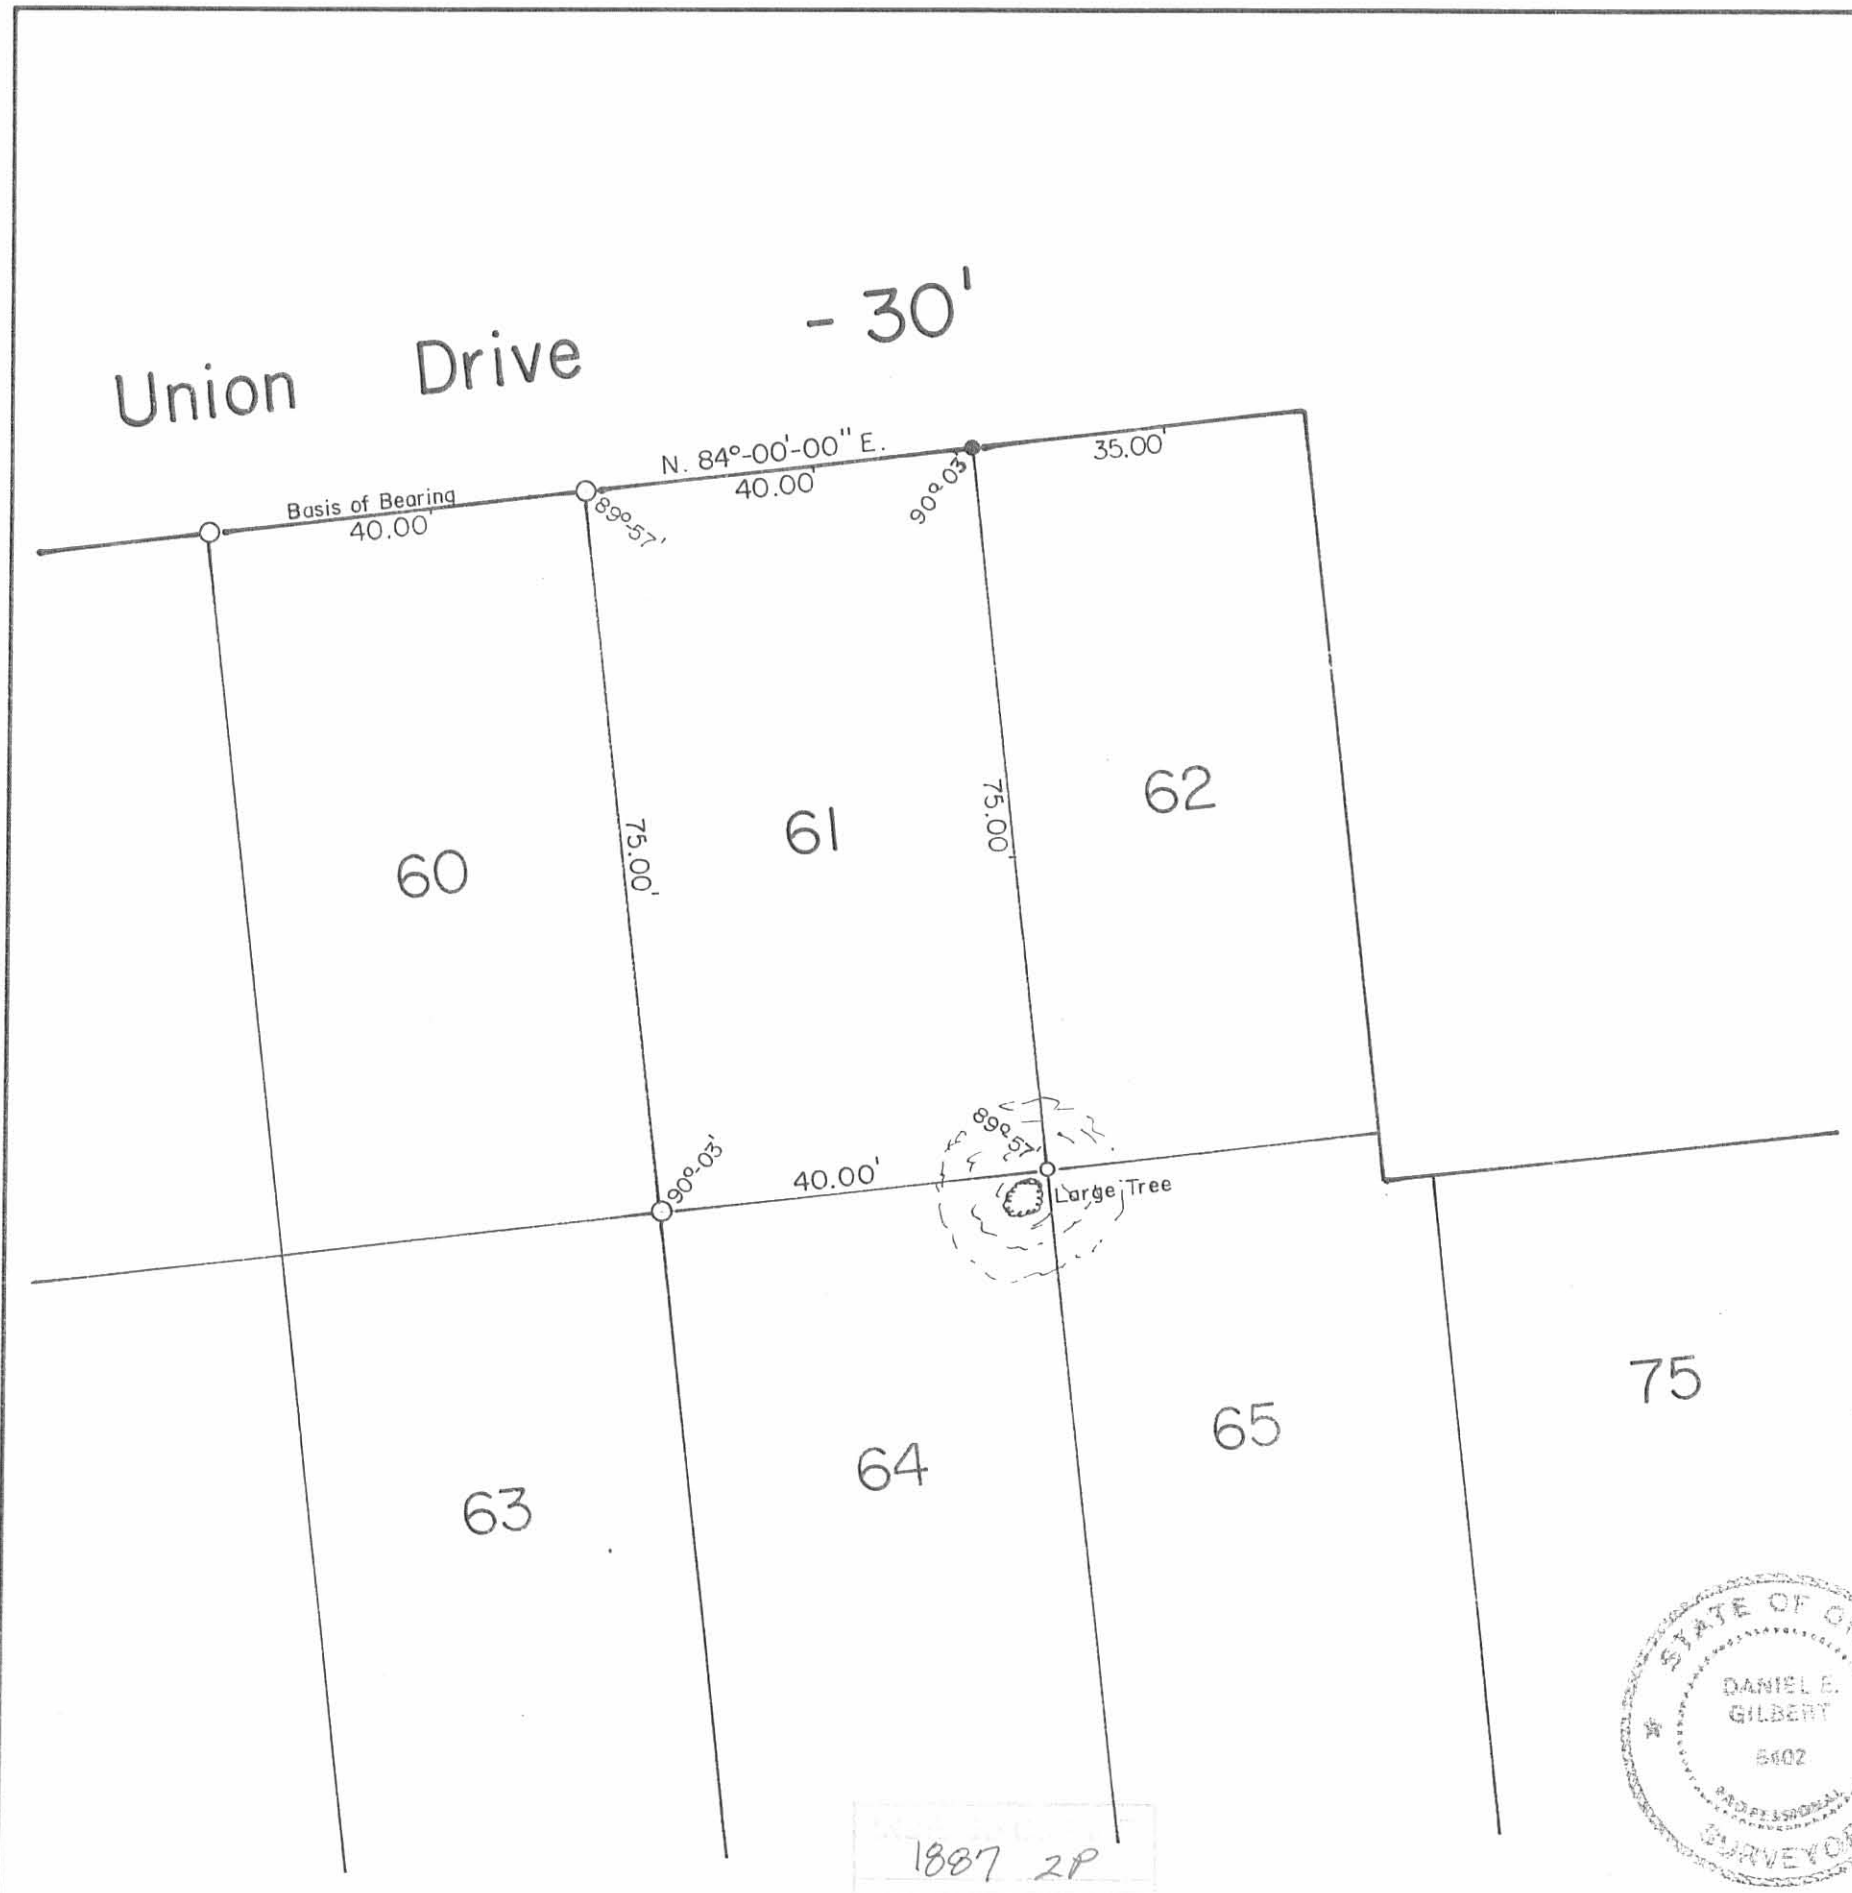 Union Drive - 30'
N. 84°-00'-00" E.
35.00'
40.00'
Basis of Bearing
40.00'
89°-57'
90°-03'
60
61
62
75.00'
75.00'
89°-57'
90°-03'
40.00'
Large Tree
63
64
65
75
STATE OF
DANIEL E.
GILBERT
PROFESSIONAL
SURVEYOR
1887 2P